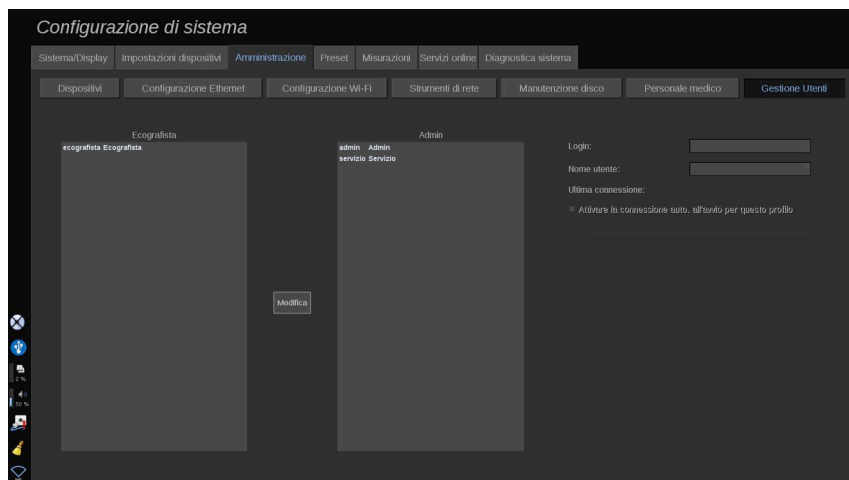 Configurazione di sistema
Sistema/Display Impostazioni dispositivi Amministrazione Preset Misurazioni Servizi online Diagnostica sistema
Dispositivi Configurazione Ethernet Configurazione Wi-Fi Strumenti di rete Manutenzione disco Personale medico Gestione Utenti
Ecografista Admin
ecografista Ecografista
admin Admin
servizio Servizio
Login:
Nome utente:
Ultima connessione:
Attivare la connessione auto. all'avvio per questo profilo
Modifica
2 %
50 %